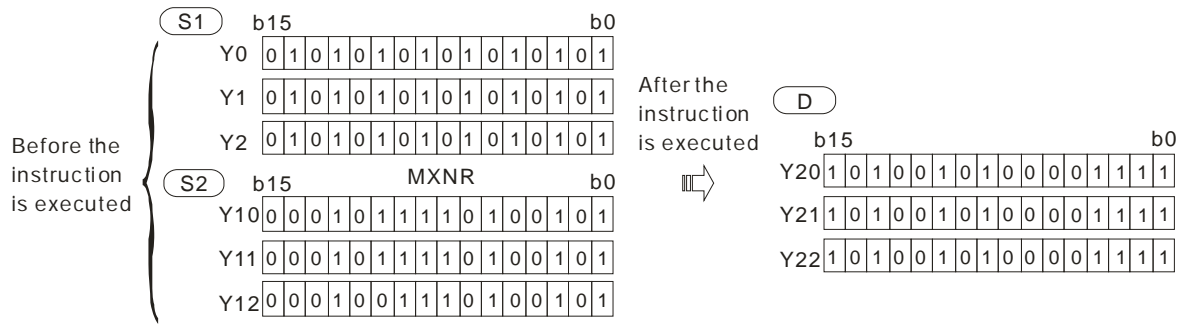 S1 b15 b0
Y0 0 1 0 1 0 1 0 1 0 1 0 1 0 1 0 1
Y1 0 1 0 1 0 1 0 1 0 1 0 1 0 1 0 1
Y2 0 1 0 1 0 1 0 1 0 1 0 1 0 1 0 1
Before the
instruction
is executed
S2 b15 MXNR b0
Y10 0 0 0 1 0 1 1 1 1 0 1 0 0 1 0 1
Y11 0 0 0 1 0 1 1 1 1 0 1 0 0 1 0 1
Y12 0 0 0 1 0 0 1 1 1 0 1 0 0 1 0 1
After the
instruction
is executed
D
b15 b0
Y20 1 0 1 0 0 1 0 1 0 0 0 0 1 1 1 1
Y21 1 0 1 0 0 1 0 1 0 0 0 0 1 1 1 1
Y22 1 0 1 0 0 1 0 1 0 0 0 0 1 1 1 1